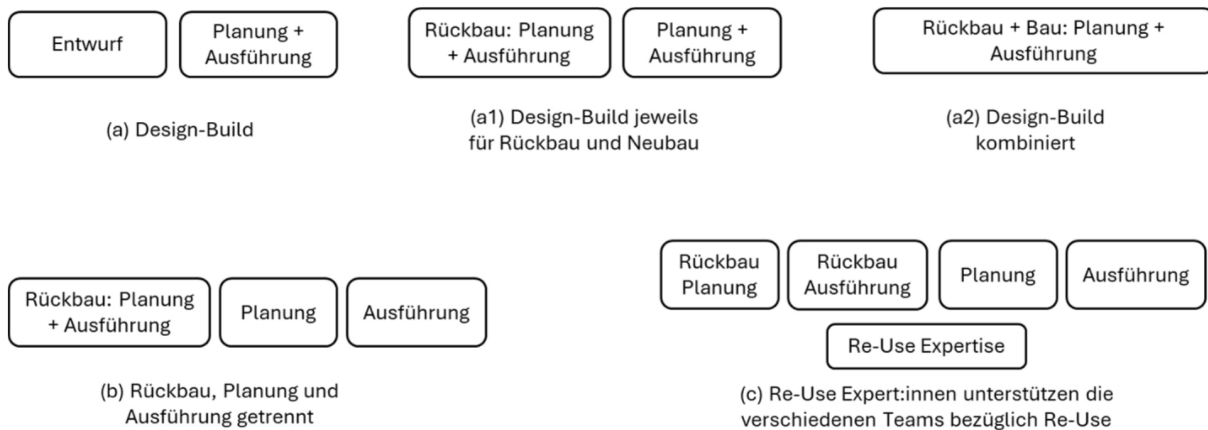 Entwurf
Planung +
Ausführung
(a) Design-Build
Rückbau: Planung
+ Ausführung
Planung +
Ausführung
(a1) Design-Build jeweils
für Rückbau und Neubau
Rückbau + Bau: Planung +
Ausführung
(a2) Design-Build
kombiniert
Rückbau: Planung
+ Ausführung
Planung
Ausführung
(b) Rückbau, Planung und
Ausführung getrennt
Rückbau
Planung
Rückbau
Ausführung
Planung
Ausführung
Re-Use Expertise
(c) Re-Use Expert:innen unterstützen die
verschiedenen Teams bezüglich Re-Use